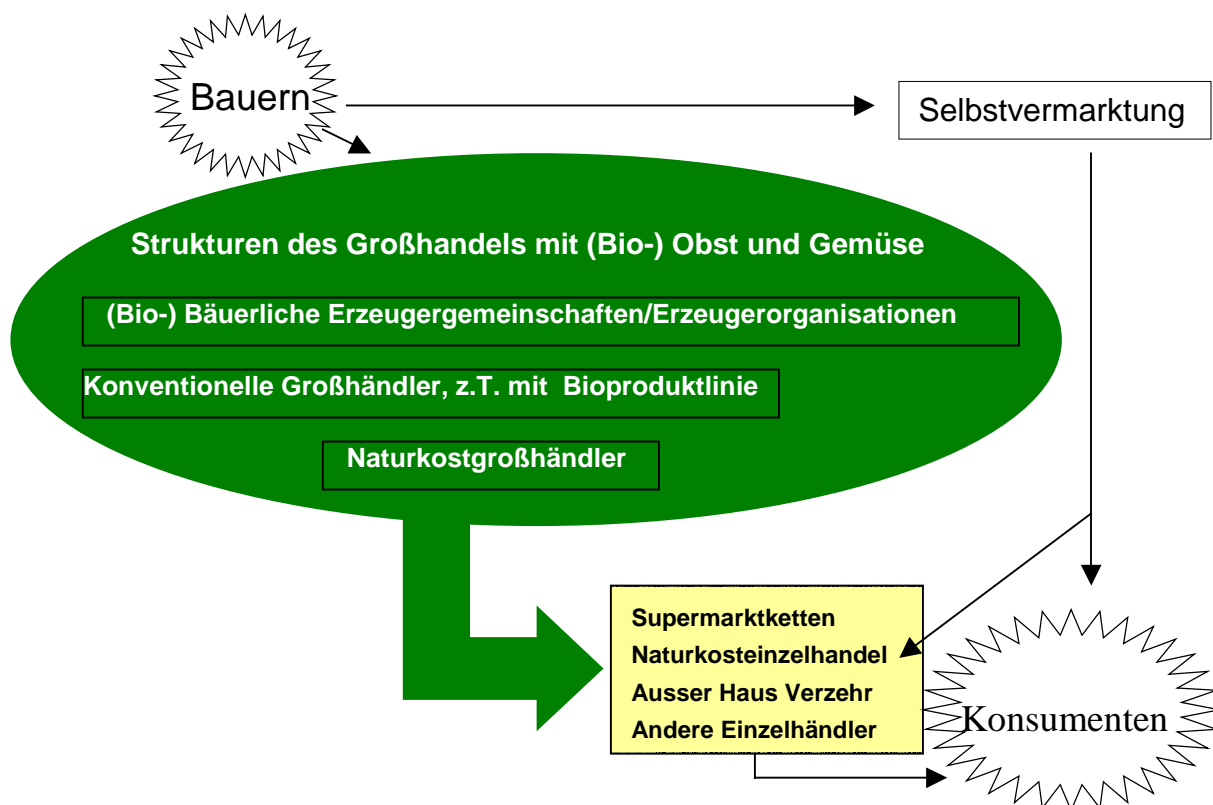 Bauern
Selbstvermarktung
Strukturen des Großhandels mit (Bio-) Obst und Gemüse
(Bio-) Bäuerliche Erzeugergemeinschaften/Erzeugerorganisationen
Konventionelle Großhändler, z.T. mit Bioproduktlinie
Naturkostgroßhändler
Supermarktketten
Naturkosteinzelhandel
Ausser Haus Verzehr
Andere Einzelhändler
Konsumenten